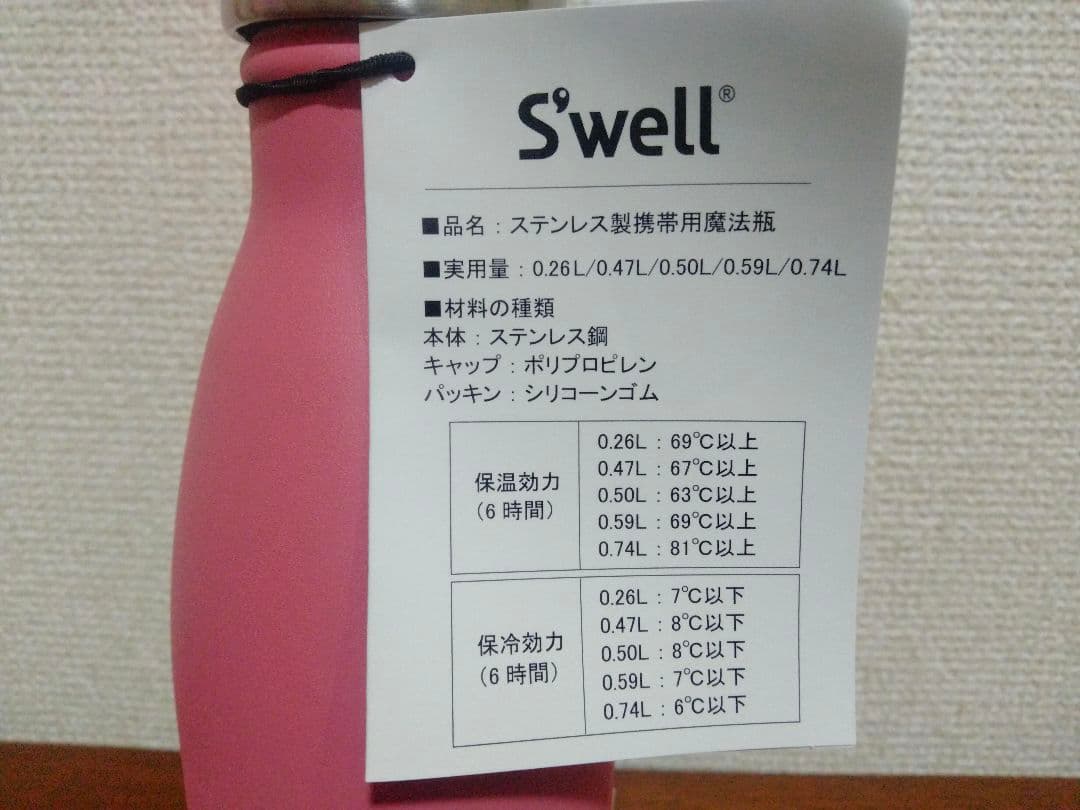 S'well®
■品名：ステンレス製携帯用魔法瓶
■実用量：0.26L/0.47L/0.50L/0.59L/0.74L
■材料の種類
本体：ステンレス鋼
キャップ：ポリプロピレン
パッキン：シリコーンゴム
保温効力
（6時間）
0.26L：69℃以上
0.47L：67℃以上
0.50L：63℃以上
0.59L：69℃以上
0.74L：81℃以上
保冷効力
（6時間）
0.26L：7℃以下
0.47L：8℃以下
0.50L：8℃以下
0.59L：7℃以下
0.74L：6℃以下